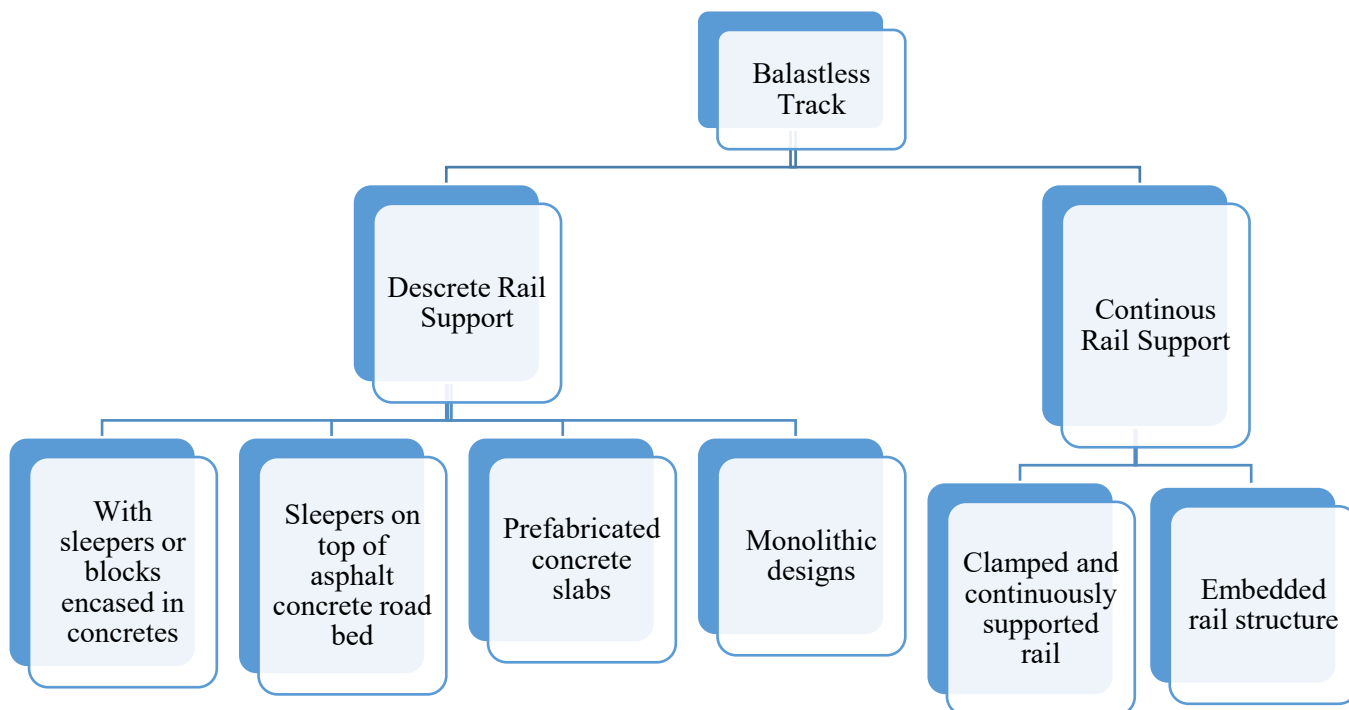 Balastless
Track
Descrete Rail
Support
Continous
Rail Support
With
sleepers or
blocks
encased in
concretes
Sleepers on
top of
asphalt
concrete road
bed
Prefabricated
concrete
slabs
Monolithic
designs
Clamped and
continuously
supported
rail
Embedded
rail structure